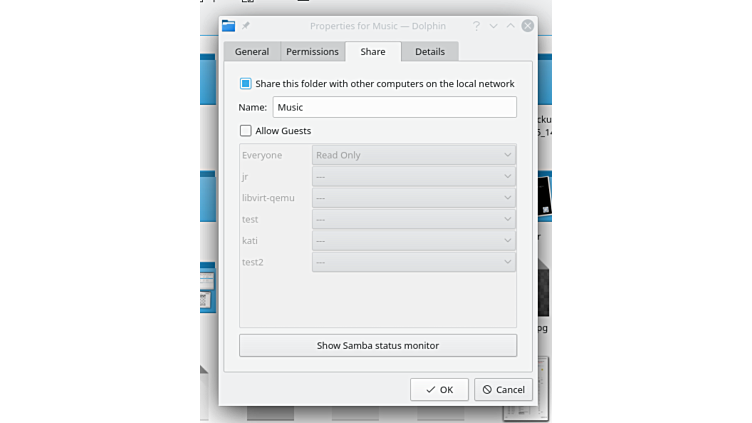 Properties for Music — Dolphin
General Permissions Share Details
Share this folder with other computers on the local network
Name: Music
Allow Guests
Everyone Read Only
jr ---
libvirt-qemu ---
test ---
kati ---
test2 ---
Show Samba status monitor
OK Cancel